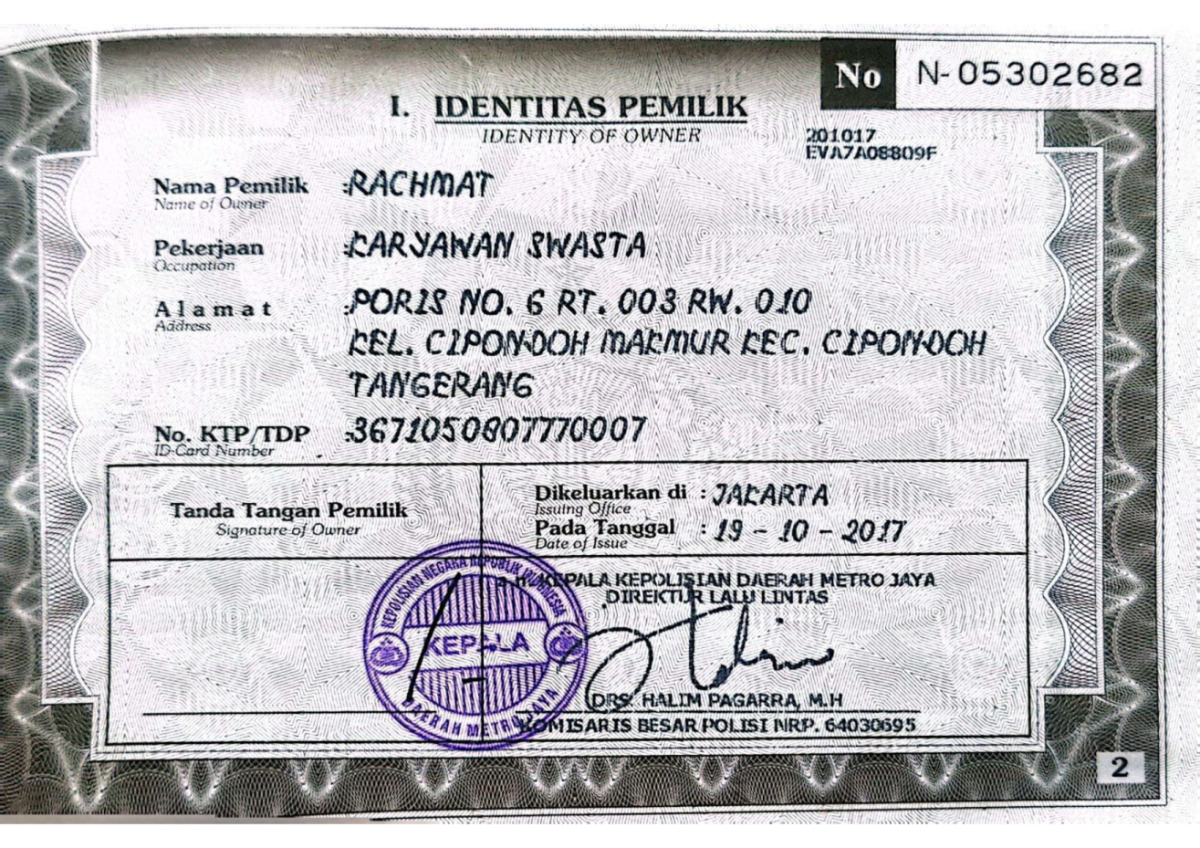 No N-05302682
I. IDENTITAS PEMILIK
IDENTITY OF OWNER
201017
EVA7A08809F
Nama Pemilik : RACHMAT
Name of Owner
Pekerjaan : KARYAWAN SWASTA
Occupation
Alamat : PORIS NO. 6 RT. 003 RW. 010
Address
KEL. CIPONDOH MAKMUR KEC. CIPONDOH
TANGERANG
No. KTP/TDP : 3671050807770007
ID-Card Number
Tanda Tangan Pemilik
Signature of Owner
Dikeluarkan di : JAKARTA
Issuing Office
Pada Tanggal : 19 - 10 - 2017
Date of Issue
KEPALA KEPOLISIAN DAERAH METRO JAYA
DIREKTUR LALU LINTAS
KEPOLISIAN NEGARA REPUBLIK INDONESIA
KEPALA
DAERAH METRO JAYA
DRS. HALIM PAGARRA, M.H
KOMISARIS BESAR POLISI NRP. 64030695
2